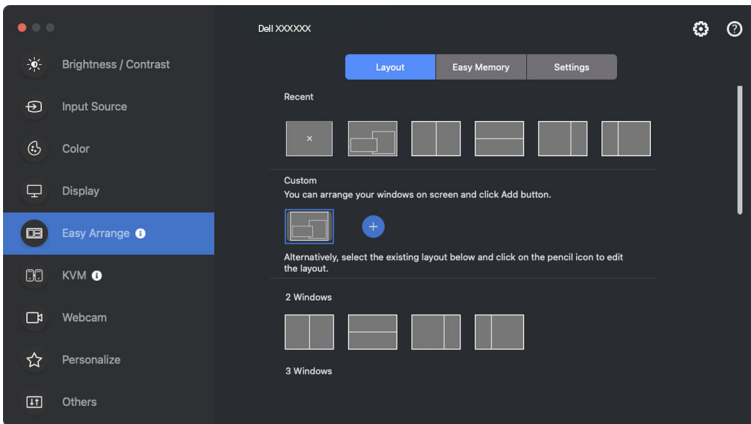 Dell XXXXXX
Brightness / Contrast
Input Source
Color
Display
Easy Arrange
KVM
Webcam
Personalize
Others
Layout
Easy Memory
Settings
Recent
Custom
You can arrange your windows on screen and click Add button.
Alternatively, select the existing layout below and click on the pencil icon to edit
the layout.
2 Windows
3 Windows